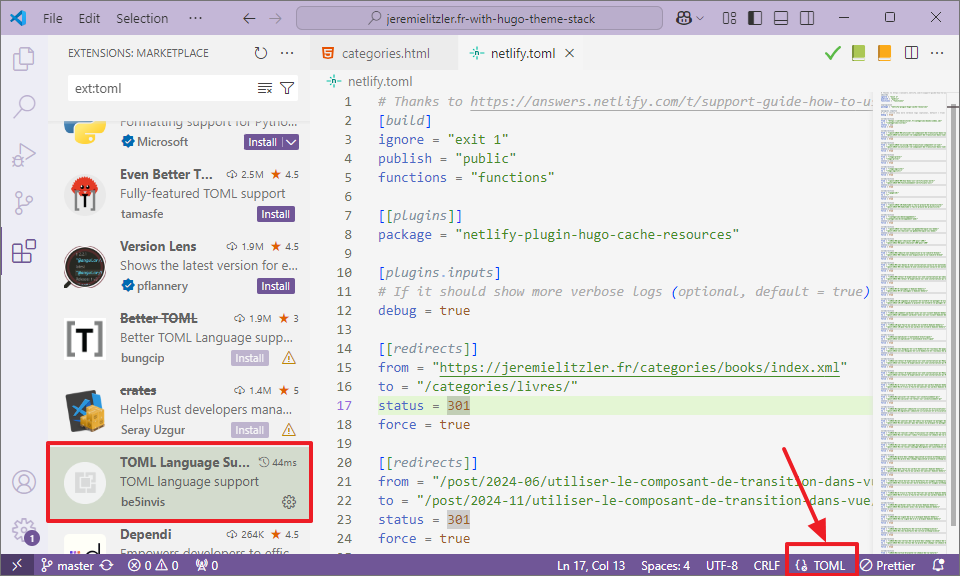 File Edit Selection ··· jeremielitzler.fr-with-hugo-theme-stack
EXTENSIONS: MARKETPLACE
ext:toml
Formatting support for Pytho...
Microsoft Install
Even Better T... 2.5M ★ 4.5
Fully-featured TOML support
tamasfe Install
Version Lens 1.9M ★ 4.5
Shows the latest version for e...
pflannery Install
Better TOML 1.9M ★ 3
Better TOML Language supp...
bungcip Install
crates 1.4M ★ 5
Helps Rust developers mana...
Seray Uzgur Install
TOML Language Su... 44ms
TOML language support
be5invis
Dependi 264K ★ 4.5
Empowers developers to effic...
categories.html netlify.toml
netlify.toml
1 # Thanks to https://answers.netlify.com/t/support-guide-how-to-us
2 [build]
3 ignore = "exit 1"
4 publish = "public"
5 functions = "functions"
6
7 [[plugins]]
8 package = "netlify-plugin-hugo-cache-resources"
9
10 [plugins.inputs]
11 # If it should show more verbose logs (optional, default = true)
12 debug = true
13
14 [[redirects]]
15 from = "https://jeremielitzler.fr/categories/books/index.xml"
16 to = "/categories/livres/"
17 status = 301
18 force = true
19
20 [[redirects]]
21 from = "/post/2024-06/utiliser-le-composant-de-transition-dans-vu
22 to = "/post/2024-11/utiliser-le-composant-de-transition-dans-vue/
23 status = 301
24 force = true
1
master 0 0 0 Ln 17, Col 13 Spaces: 4 UTF-8 CRLF TOML Prettier